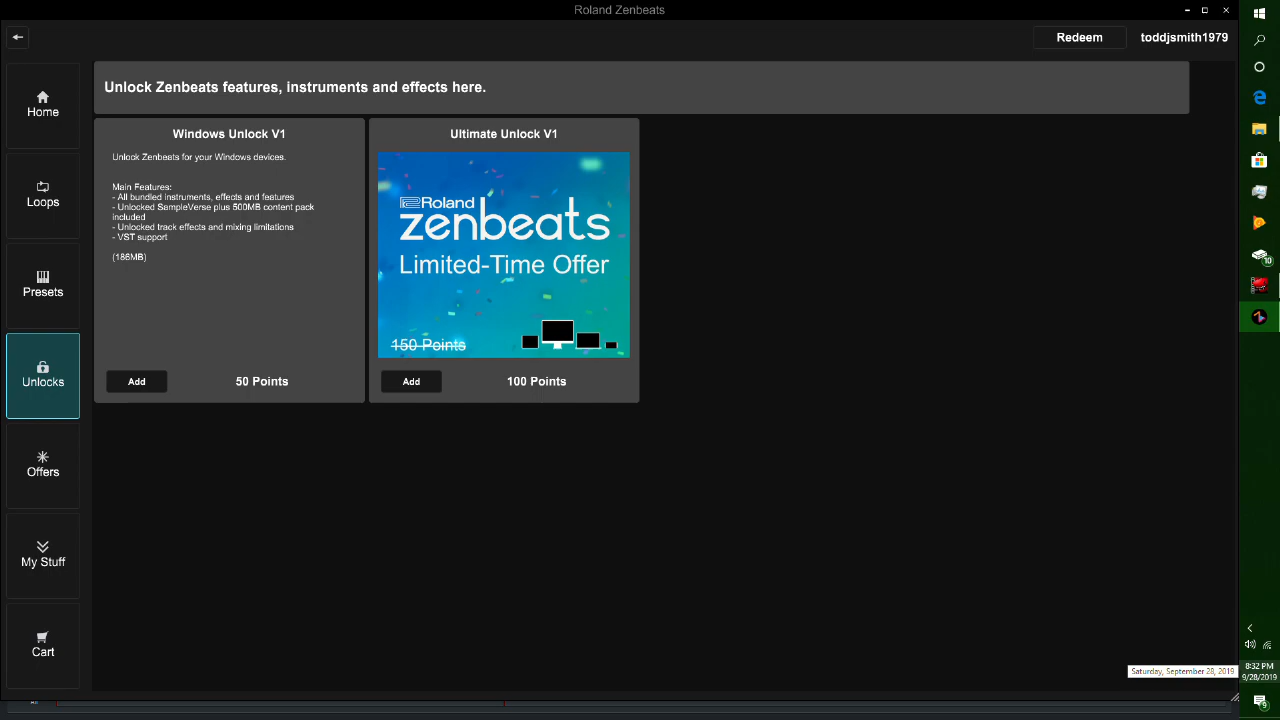 Roland Zenbeats
Redeem
toddjsmith1979
Home
Loops
Presets
Unlocks
Offers
My Stuff
Cart
Unlock Zenbeats features, instruments and effects here.
Windows Unlock V1
Unlock Zenbeats for your Windows devices.
Main Features:
- All bundled instruments, effects and features
- Unlocked SampleVerse plus 500MB content pack
included
- Unlocked track effects and mixing limitations
- VST support
(186MB)
Add
50 Points
Ultimate Unlock V1
Roland
zenbeats
Limited-Time Offer
150 Points
Add
100 Points
10
Saturday, September 28, 2019
8:32 PM
9/28/2019
9